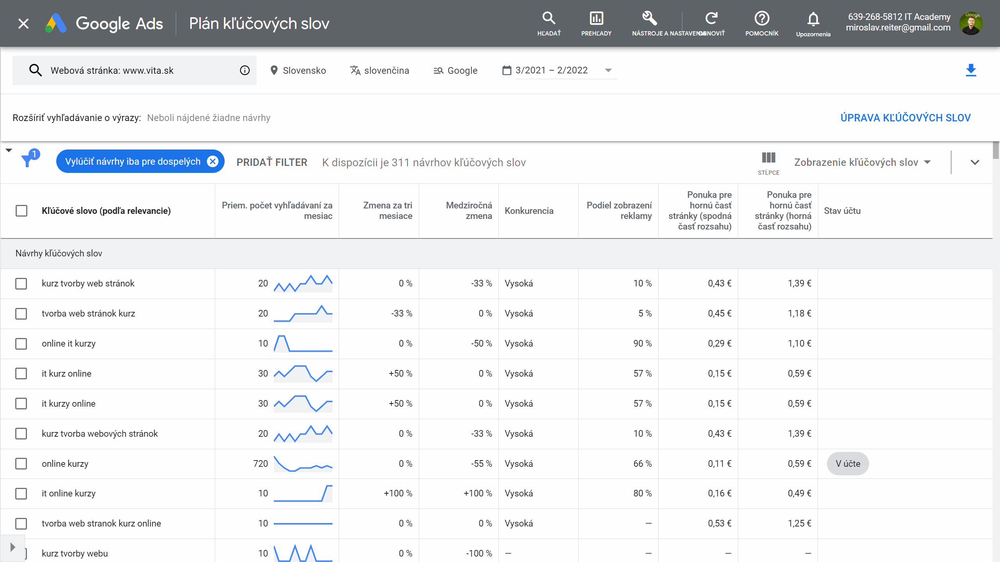 Google Ads
Plán kľúčových slov
HĽADAŤ
PREHĽADY
NÁSTROJE A NASTAVENIA
OBNOVIŤ
POMOCNÍK
Upozornenia
639-268-5812 IT Academy
miroslav.reiter@gmail.com
Webová stránka: www.vita.sk
Slovensko
slovenčina
Google
3/2021 – 2/2022
Rozšíriť vyhľadávanie o výrazy: Neboli nájdené žiadne návrhy
ÚPRAVA KĽÚČOVÝCH SLOV
1
Vylúčiť návrhy iba pre dospelých
PRIDAŤ FILTER
K dispozícii je 311 návrhov kľúčových slov
STĹPCE
Zobrazenie kľúčových slov
Kľúčové slovo (podľa relevancie)
Priem. počet vyhľadávaní za
mesiac
Zmena za tri
mesiace
Medziročná
zmena
Konkurencia
Podiel zobrazení
reklamy
Ponuka pre
hornú časť
stránky (spodná
časť rozsahu)
Ponuka pre
hornú časť
stránky (horná
časť rozsahu)
Stav účtu
Návrhy kľúčových slov
kurz tvorby web stránok 20 0 % -33 % Vysoká 10 % 0,43 € 1,39 €
tvorba web stránok kurz 20 -33 % 0 % Vysoká 5 % 0,45 € 1,18 €
online it kurzy 10 0 % -50 % Vysoká 90 % 0,29 € 1,10 €
it kurz online 30 +50 % 0 % Vysoká 57 % 0,15 € 0,59 €
it kurzy online 30 +50 % 0 % Vysoká 57 % 0,15 € 0,59 €
kurz tvorba webových stránok 20 0 % -33 % Vysoká 10 % 0,43 € 1,39 €
online kurzy 720 0 % -55 % Vysoká 66 % 0,11 € 0,59 € V účte
it online kurzy 10 +100 % +100 % Vysoká 80 % 0,16 € 0,49 €
tvorba web stranok kurz online 10 0 % 0 % Vysoká — 0,53 € 1,25 €
kurz tvorby webu 10 0 % -100 % — — — —